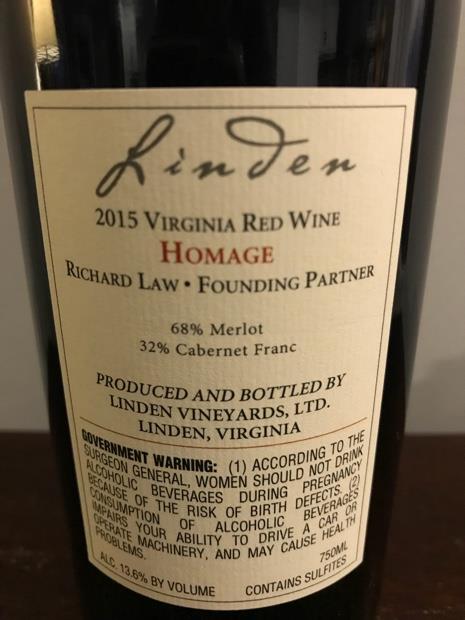 Linden
2015 VIRGINIA RED WINE
HOMAGE
RICHARD LAW • FOUNDING PARTNER
68% Merlot
32% Cabernet Franc
PRODUCED AND BOTTLED BY
LINDEN VINEYARDS, LTD.
LINDEN, VIRGINIA
GOVERNMENT WARNING: (1) ACCORDING TO THE
SURGEON GENERAL, WOMEN SHOULD NOT DRINK
ALCOHOLIC BEVERAGES DURING PREGNANCY
BECAUSE OF THE RISK OF BIRTH DEFECTS. (2)
CONSUMPTION OF ALCOHOLIC BEVERAGES
IMPAIRS YOUR ABILITY TO DRIVE A CAR OR
OPERATE MACHINERY, AND MAY CAUSE HEALTH
PROBLEMS.
750ML
ALC. 13.6% BY VOLUME CONTAINS SULFITES